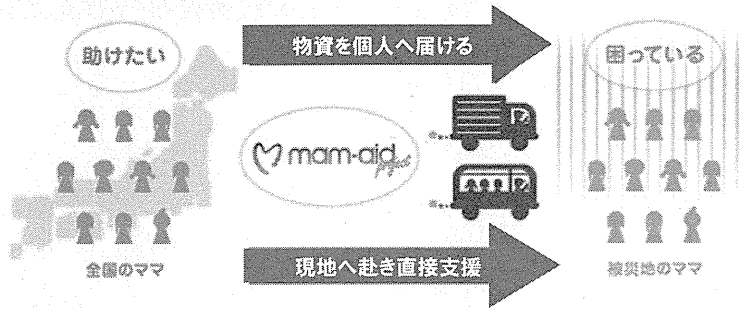 助けたい
物資を個人へ届ける
困っている
mam-aid
project
全国のママ
現地へ赴き直接支援
被災地のママ